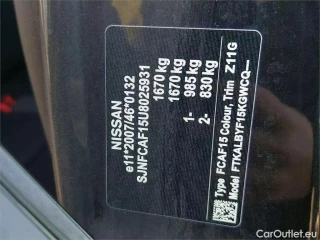 NISSAN
e11*2007/46*0132
SJNFCAF15U8025931
1670 kg
1670 kg
1- 985 kg
2- 830 kg
Type FCAF15 Colour, Trim Z11G
Model FTKALBYF15KGWCQ---
© CarOutlet.eu